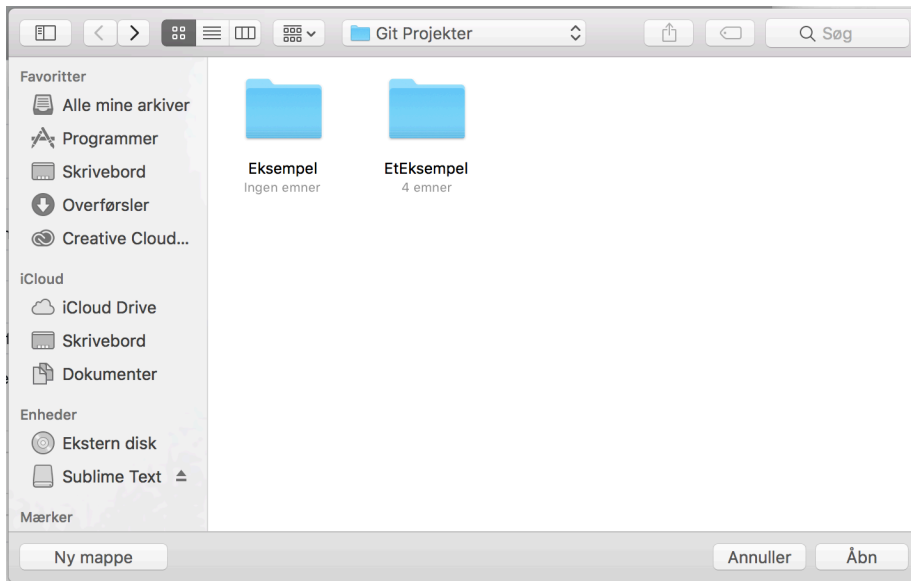 Git Projekter
Søg
Favoritter
Alle mine arkiver
Programmer
Skrivebord
Overførsler
Creative Cloud...
iCloud
iCloud Drive
Skrivebord
Dokumenter
Enheder
Ekstern disk
Sublime Text
Mærker
Eksempel
Ingen emner
EtEksempel
4 emner
Ny mappe
Annuller
Åbn